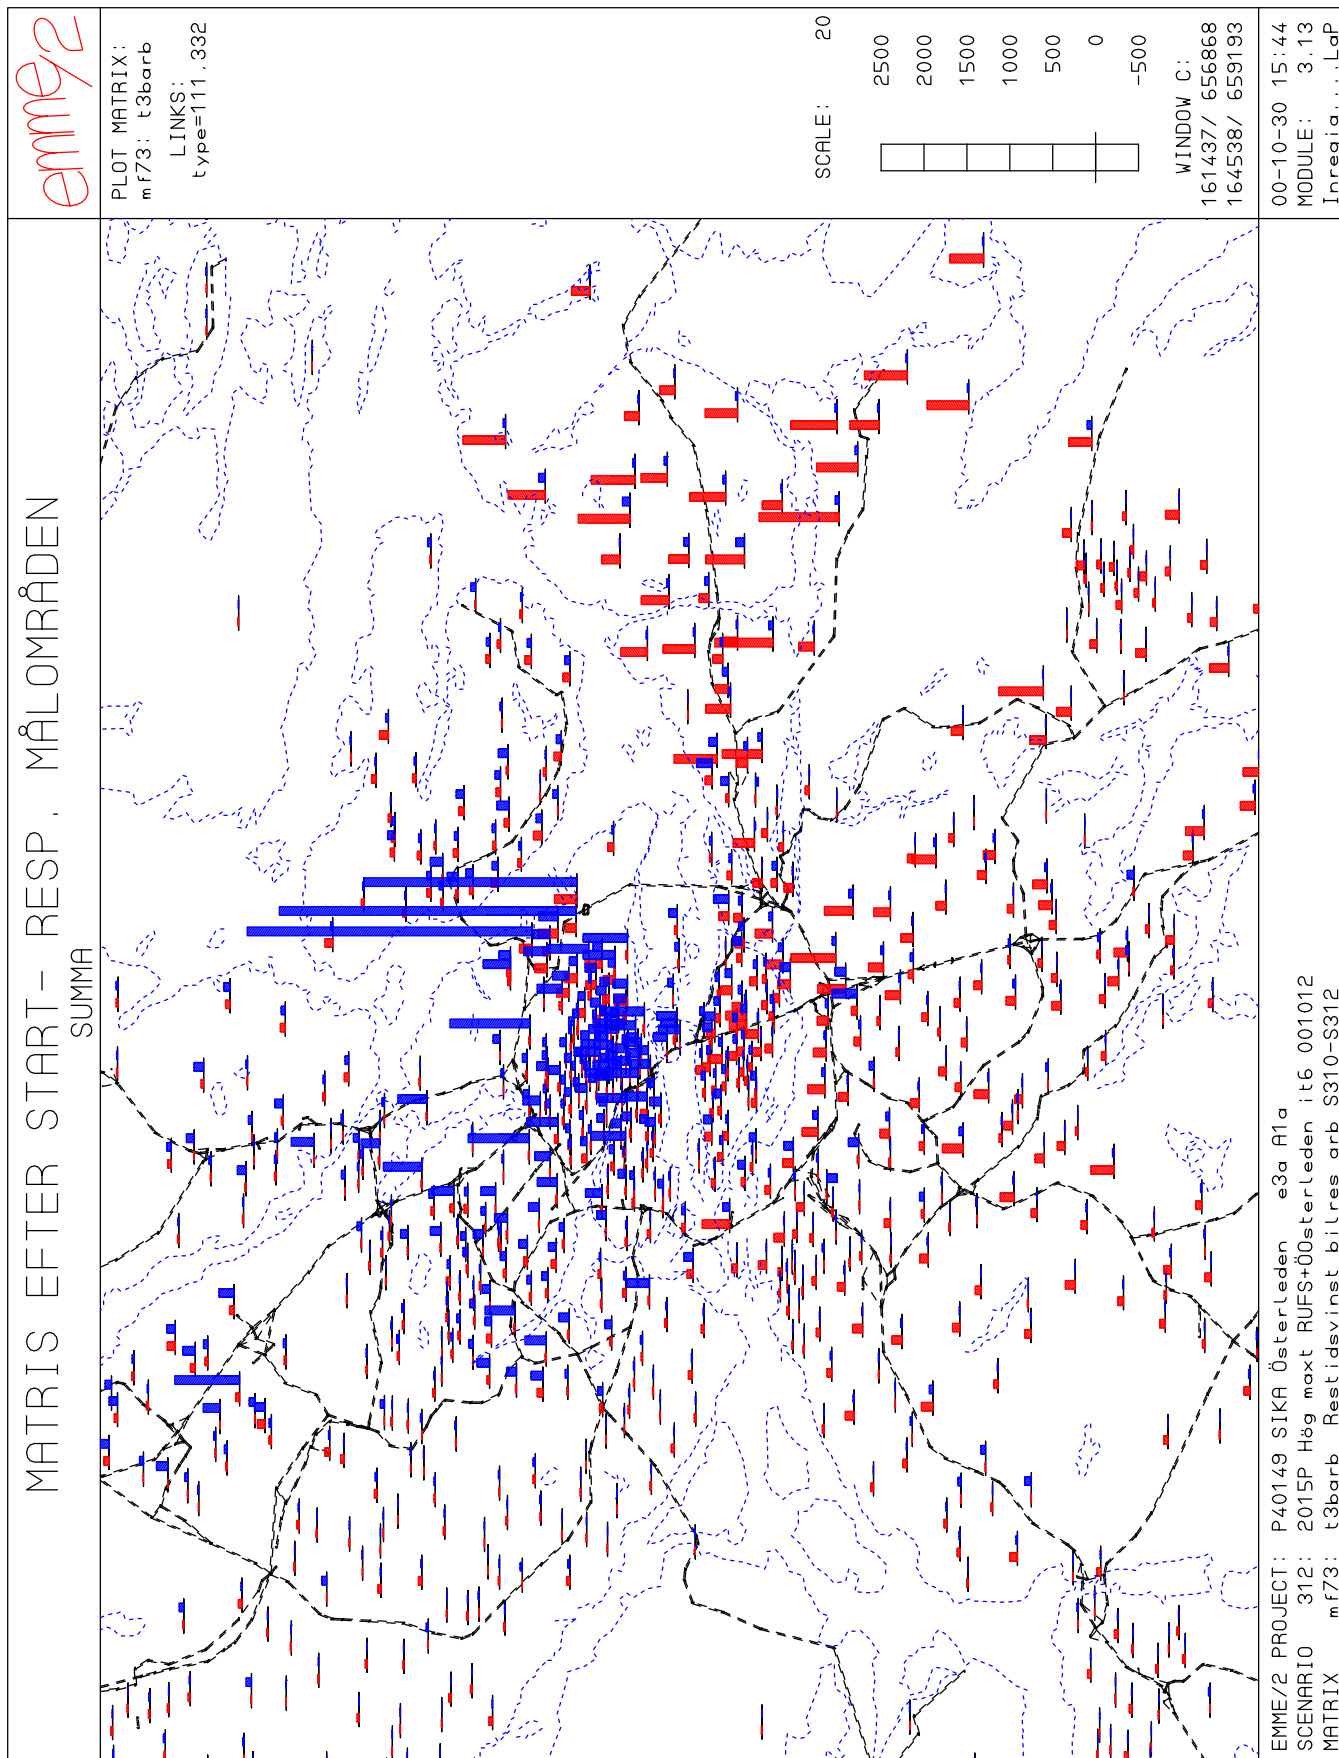 MATRIS EFTER START- RESP. MÅLOMRÅDEN
SUMMA
emme/2
PLOT MATRIX:
mf73: t3barb
LINKS:
type=111,332
SCALE: 20
2500
2000
1500
1000
500
0
-500
WINDOW C:
161437/ 656868
164538/ 659193
EMME/2 PROJECT: P40149 SIKA Österleden e3a A1a
SCENARIO 312: 2015P Hög maxt RUFS+ÖÖsterleden it6 001012
MATRIX mf73: t3barb Restidsvinst bilres arb S310-S312
00-10-30 15:44
MODULE: 3.13
Inregia....LaP